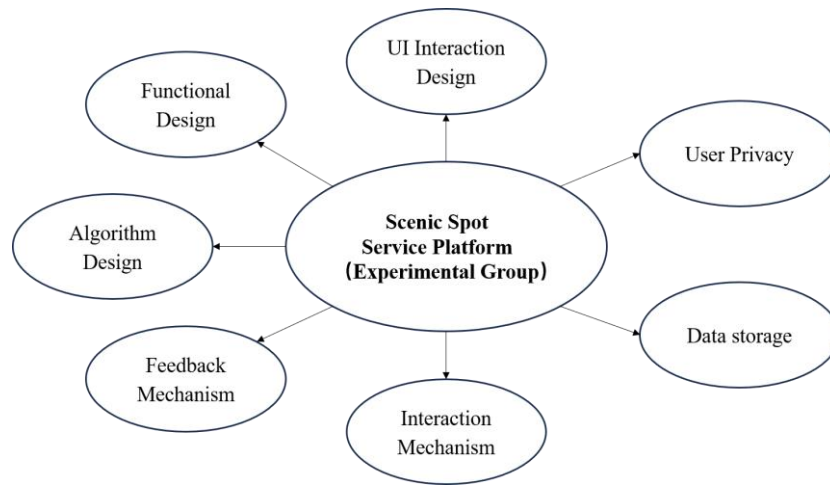 UI Interaction
Design
Functional
Design
User Privacy
Scenic Spot
Service Platform
(Experimental Group)
Algorithm
Design
Data storage
Feedback
Mechanism
Interaction
Mechanism